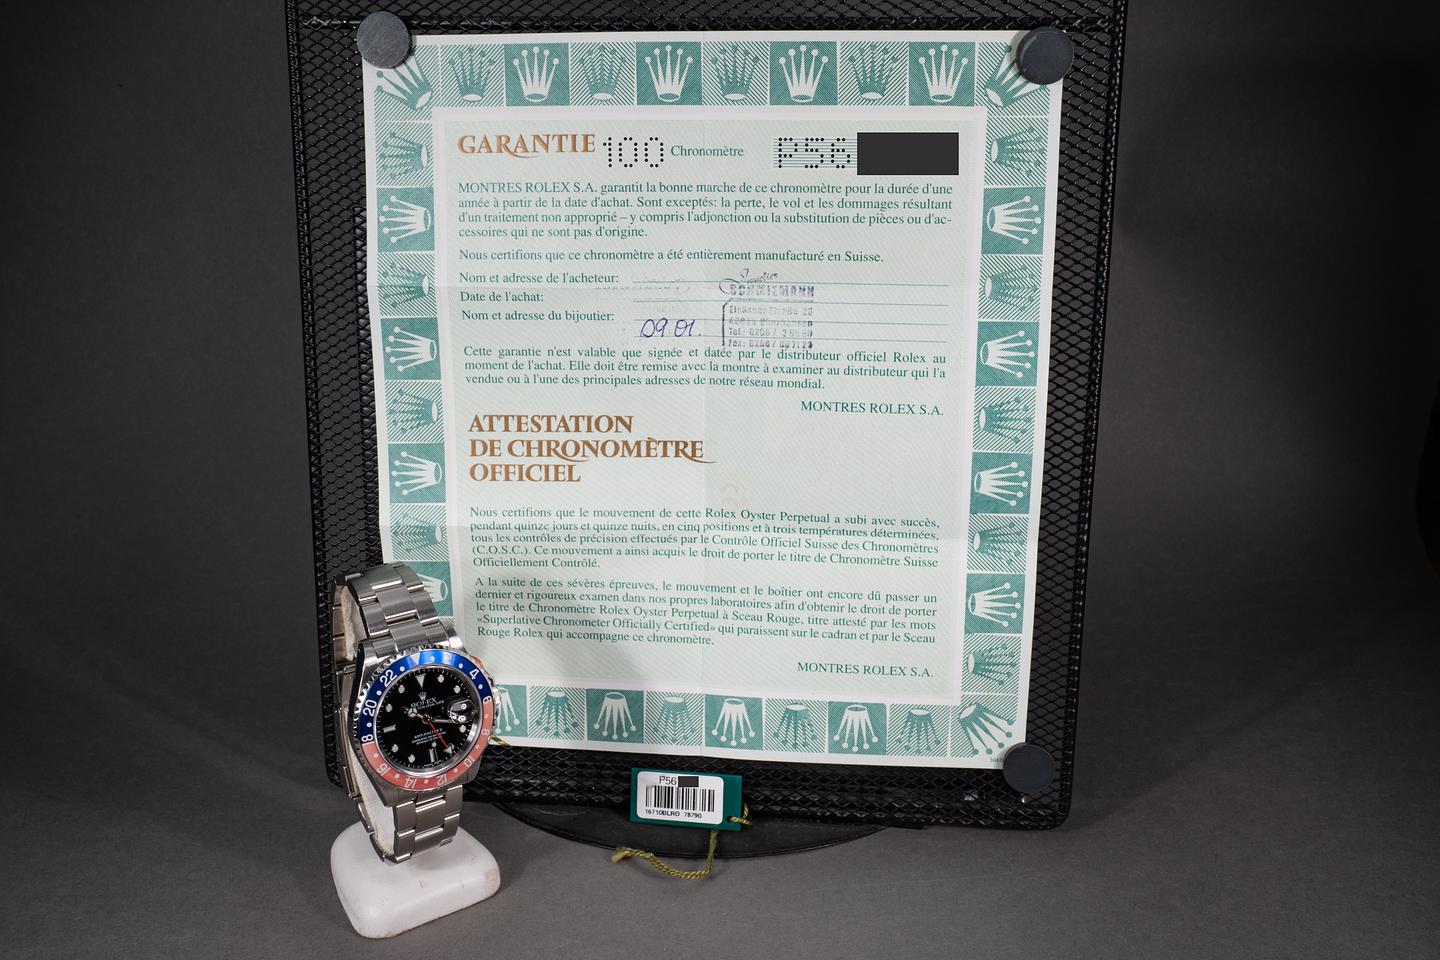 GARANTIE 100 Chronomètre P56
MONTRES ROLEX S.A. garantit la bonne marche de ce chronomètre pour la durée d'une
année à partir de la date d'achat. Sont exceptés: la perte, le vol et les dommages résultant
d'un traitement non approprié – y compris l'adjonction ou la substitution de pièces ou d'ac-
cessoires qui ne sont pas d'origine.
Nous certifions que ce chronomètre a été entièrement manufacturé en Suisse.
Nom et adresse de l'acheteur:
Date de l'achat:
Nom et adresse du bijoutier:
09.01.
Cette garantie n'est valable que signée et datée par le distributeur officiel Rolex au
moment de l'achat. Elle doit être remise avec la montre à examiner au distributeur qui l'a
vendue ou à l'une des principales adresses de notre réseau mondial.
MONTRES ROLEX S.A.
ATTESTATION
DE CHRONOMÈTRE
OFFICIEL
Nous certifions que le mouvement de cette Rolex Oyster Perpetual a subi avec succès,
pendant quinze jours et quinze nuits, en cinq positions et à trois températures déterminées,
tous les contrôles de précision effectués par le Contrôle Officiel Suisse des Chronomètres
(C.O.S.C.). Ce mouvement a ainsi acquis le droit de porter le titre de Chronomètre Suisse
Officiellement Contrôlé.
A la suite de ces sévères épreuves, le mouvement et le boîtier ont encore dû passer un
dernier et rigoureux examen dans nos propres laboratoires afin d'obtenir le droit de porter
le titre de Chronomètre Rolex Oyster Perpetual à Sceau Rouge, titre attesté par les mots
«Superlative Chronometer Officially Certified» qui paraissent sur le cadran et par le Sceau
Rouge Rolex qui accompagne ce chronomètre.
MONTRES ROLEX S.A.
22 4 6
20
18
16 14 12 10
ROLEX
P56
16710BLRO 78790